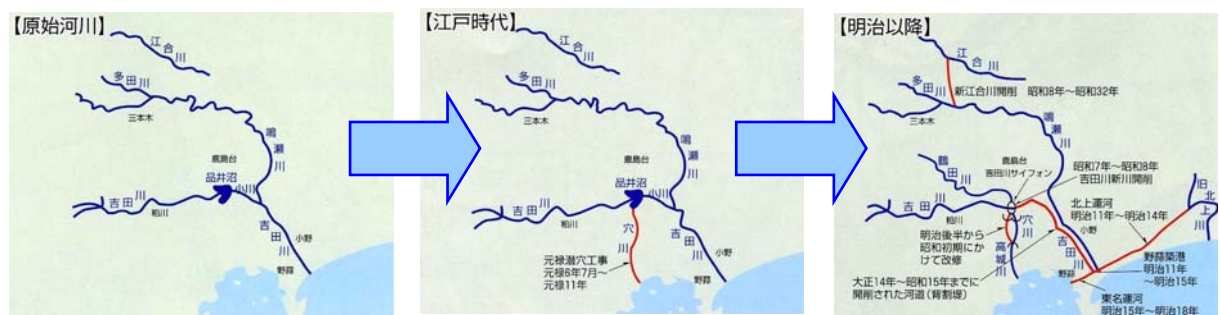 【原始河川】
江合川
多田川
三本木
鳴瀬川
鹿島台
品井沼
小川
吉田川
粕川
吉田川
小野
野蒜
【江戸時代】
江合川
多田川
三本木
鳴瀬川
鹿島台
品井沼
小川
吉田川
粕川
穴川
吉田川
小野
野蒜
元禄潜穴工事
元禄6年7月～
元禄11年
【明治以降】
江合川
多田川
新江合川開削 昭和8年～昭和32年
三本木
鳴瀬川
鶴田川
鹿島台
吉田川サイフォン
昭和7年～昭和8年
吉田川新川開削
旧北上川
吉田川
粕川
北上運河
明治11年～明治14年
穴川
小野
明治後半から
昭和初期にか
けて改修
高城川
吉田川
野蒜築港
明治11年
～明治15年
大正14年～昭和15年までに
開削された河道(背割堤)
野蒜
東名運河
明治15年～明治18年